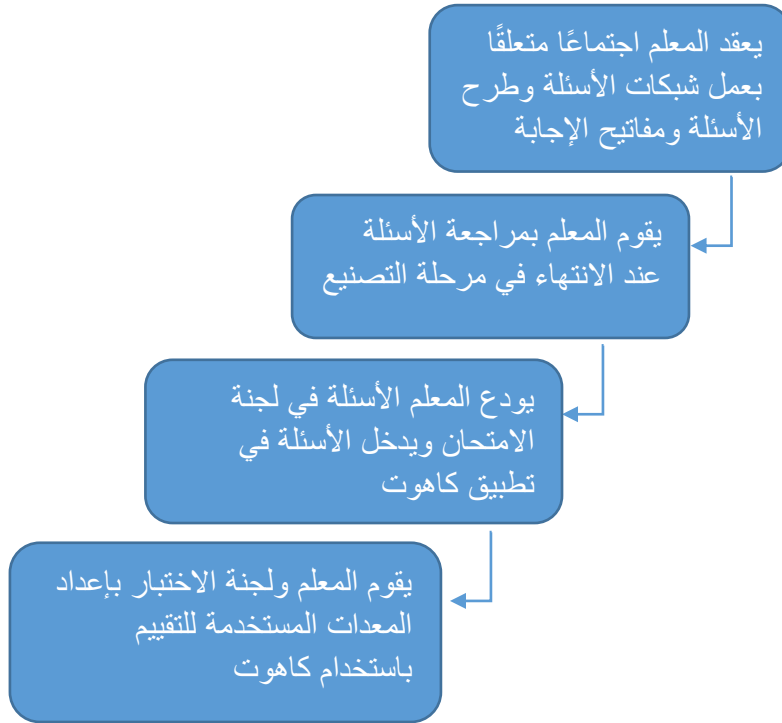 يعقد المعلم اجتماعًا متعلقًا
بعمل شبكات الأسئلة وطرح
الأسئلة ومفاتيح الإجابة
يقوم المعلم بمراجعة الأسئلة
عند الانتهاء في مرحلة التصنيع
يودع المعلم الأسئلة في لجنة
الامتحان ويدخل الأسئلة في
تطبيق كاهوت
يقوم المعلم ولجنة الاختبار بإعداد
المعدات المستخدمة للتقييم
باستخدام كاهوت